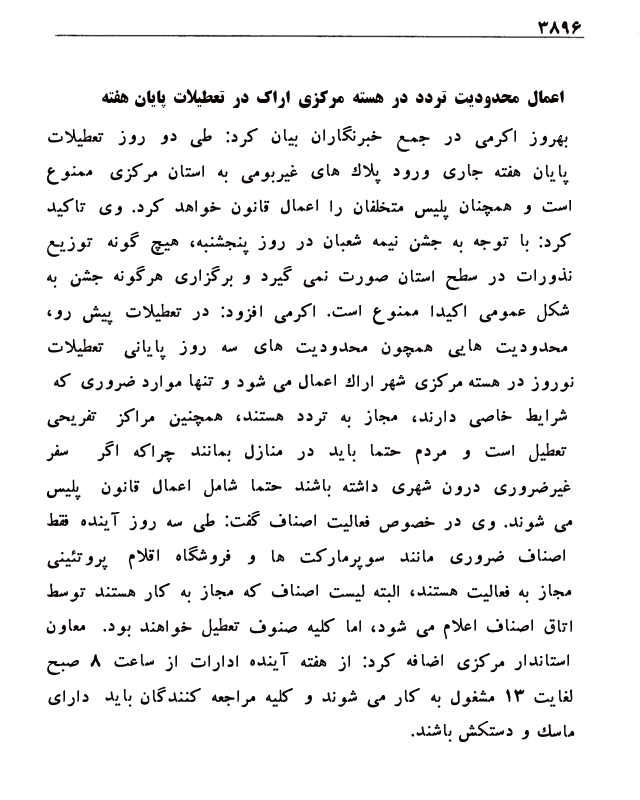 ۳۸۹۶
اعمال محدودیت تردد در هسته مرکزی اراک در تعطیلات پایان هفته
بهروز اکرمی در جمع خبرنگاران بیان کرد: طی دو روز تعطیلات
پایان هفته جاری ورود پلاك های غیربومی به استان مرکزی ممنوع
است و همچنان پلیس متخلفان را اعمال قانون خواهد کرد. وی تاکید
کرد: با توجه به جشن نیمه شعبان در روز پنجشنبه، هیچ گونه توزیع
نذورات در سطح استان صورت نمی گیرد و برگزاری هرگونه جشن به
شکل عمومی اکیدا ممنوع است. اکرمی افزود: در تعطیلات پیش رو،
محدودیت هایی همچون محدودیت های سه روز پایانی تعطیلات
نوروز در هسته مرکزی شهر اراك اعمال می شود و تنها موارد ضروری که
شرایط خاصی دارند، مجاز به تردد هستند، همچنین مراکز تفریحی
تعطیل است و مردم حتما باید در منازل بمانند چراکه اگر سفر
غیرضروری درون شهری داشته باشند حتما شامل اعمال قانون پلیس
می شوند. وی در خصوص فعالیت اصناف گفت: طی سه روز آینده فقط
اصناف ضروری مانند سوپرمارکت ها و فروشگاه اقلام پروتئینی
مجاز به فعالیت هستند، البته لیست اصناف که مجاز به کار هستند توسط
اتاق اصناف اعلام می شود، اما کلیه صنوف تعطیل خواهند بود. معاون
استاندار مرکزی اضافه کرد: از هفته آینده ادارات از ساعت ۸ صبح
لغایت ۱۳ مشغول به کار می شوند و کلیه مراجعه کنندگان باید دارای
ماسك و دستکش باشند.